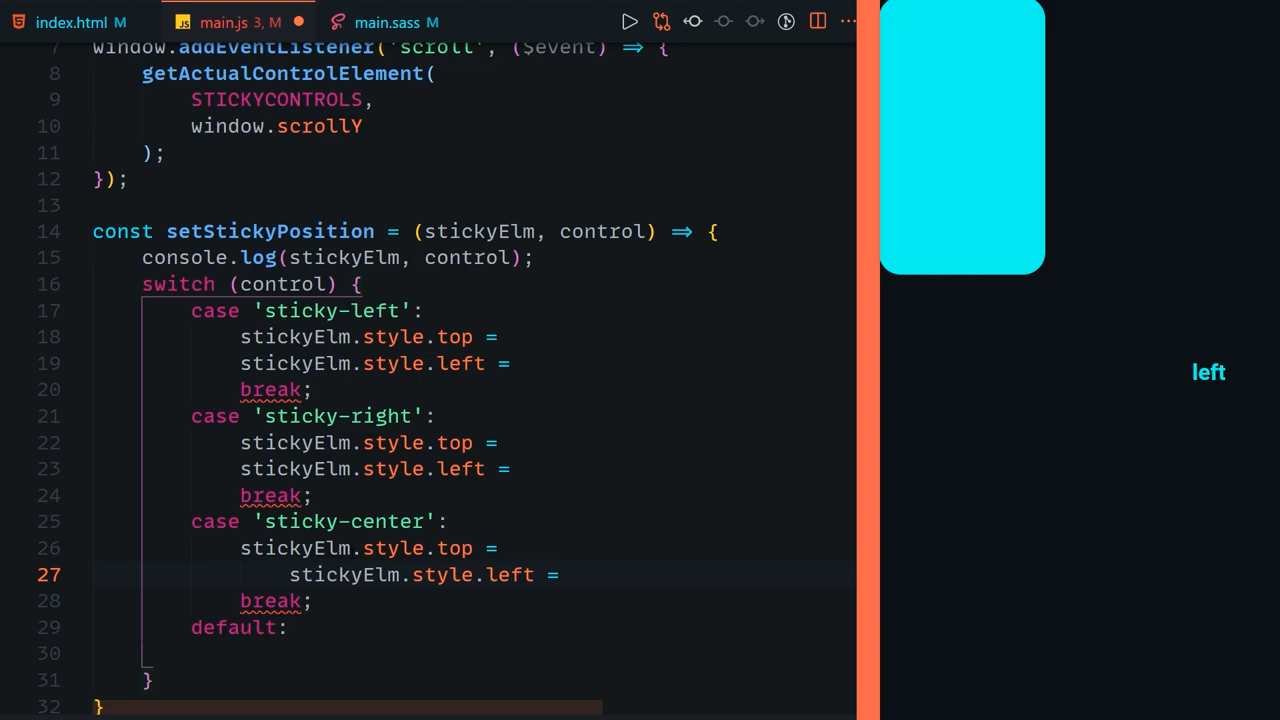 index.html M main.js 3, M main.sass M
7 window.addEventListener('scroll', ($event) => {
8 getActualControlElement(
9 STICKYCONTROLS,
10 window.scrollY
11 );
12 });
13
14 const setStickyPosition = (stickyElm, control) => {
15 console.log(stickyElm, control);
16 switch (control) {
17 case 'sticky-left':
18 stickyElm.style.top =
19 stickyElm.style.left =
20 break;
21 case 'sticky-right':
22 stickyElm.style.top =
23 stickyElm.style.left =
24 break;
25 case 'sticky-center':
26 stickyElm.style.top =
27 stickyElm.style.left =
28 break;
29 default:
30
31 }
32 }
left